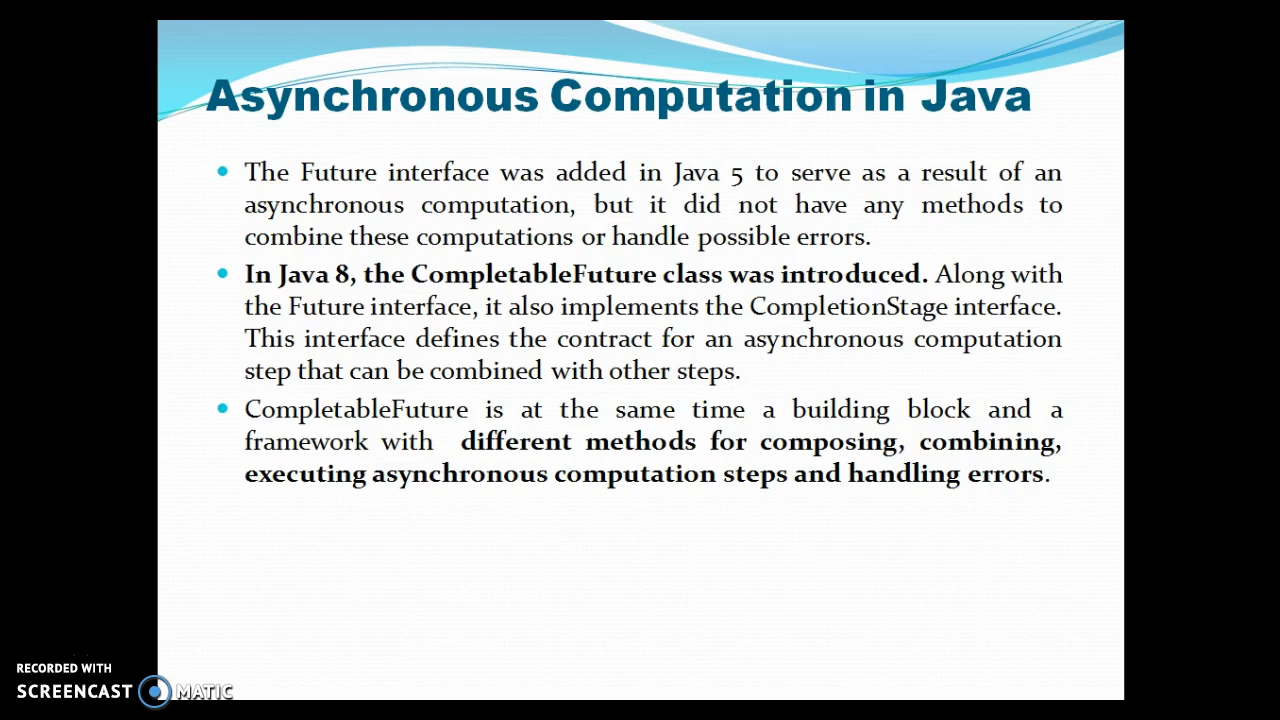 Asynchronous Computation in Java
• The Future interface was added in Java 5 to serve as a result of an
asynchronous computation, but it did not have any methods to
combine these computations or handle possible errors.
• In Java 8, the CompletableFuture class was introduced. Along with
the Future interface, it also implements the CompletionStage interface.
This interface defines the contract for an asynchronous computation
step that can be combined with other steps.
• CompletableFuture is at the same time a building block and a
framework with different methods for composing, combining,
executing asynchronous computation steps and handling errors.
RECORDED WITH
SCREENCAST MATIC